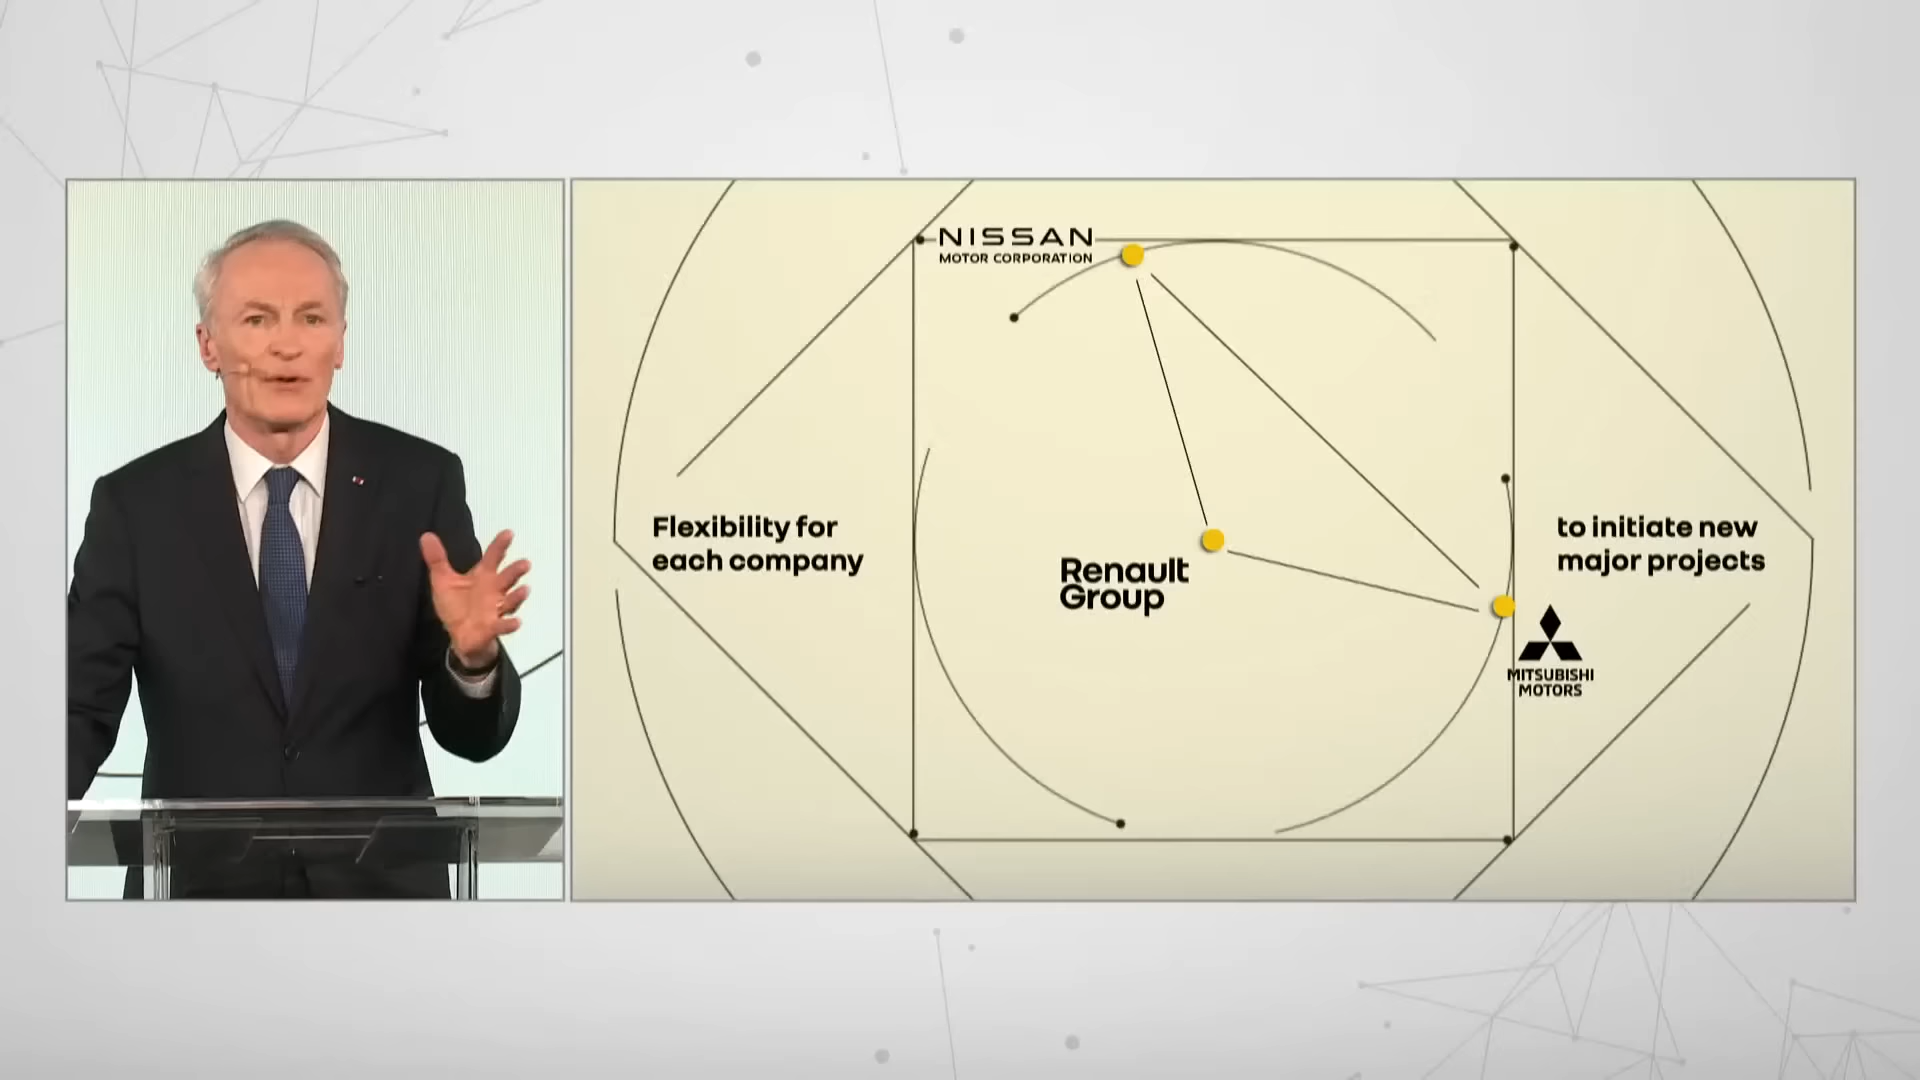 NISSAN
MOTOR CORPORATION
Flexibility for
each company
Renault
Group
to initiate new
major projects
MITSUBISHI
MOTORS